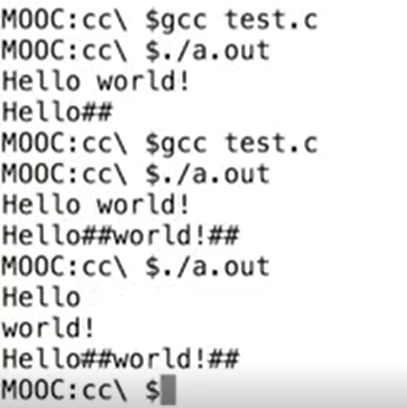 MOOC:cc\ $gcc test.c
MOOC:cc\ $./a.out
Hello world!
Hello##
MOOC:cc\ $gcc test.c
MOOC:cc\ $./a.out
Hello world!
Hello##world!##
MOOC:cc\ $./a.out
Hello
world!
Hello##world!##
MOOC:cc\ $